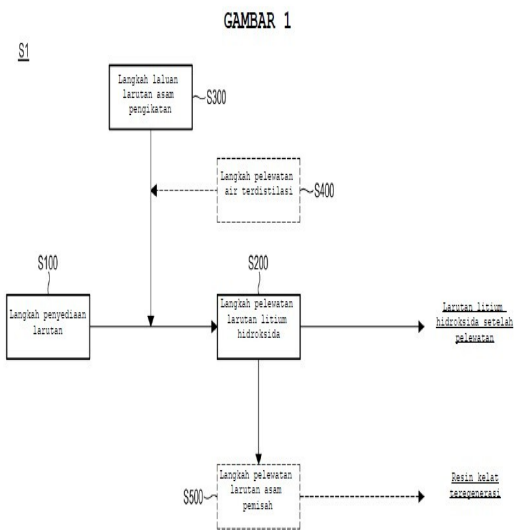 GAMBAR 1
S1
Langkah laluan
larutan asam
pengikatan
S300
Langkah pelewatan
air terdistilasi
S400
S100
Langkah penyediaan
larutan
S200
Langkah pelewatan
larutan litium
hidroksida
Larutan litium
hidroksida setelah
pelewatan
S500
Langkah pelewatan
larutan asam
pemisah
Resin kelat
teregenerasi